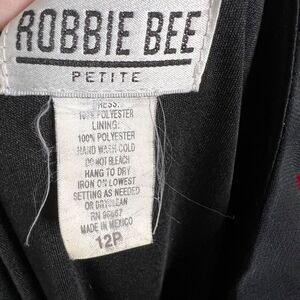 ROBBIE BEE
PETITE
RESS:
100% POLYESTER
LINING:
100% POLYESTER
HAND WASH COLD
DO NOT BLEACH
HANG TO DRY
IRON ON LOWEST
SETTING AS NEEDED
OR DRYCLEAN
RN 96667
MADE IN MEXICO
12P